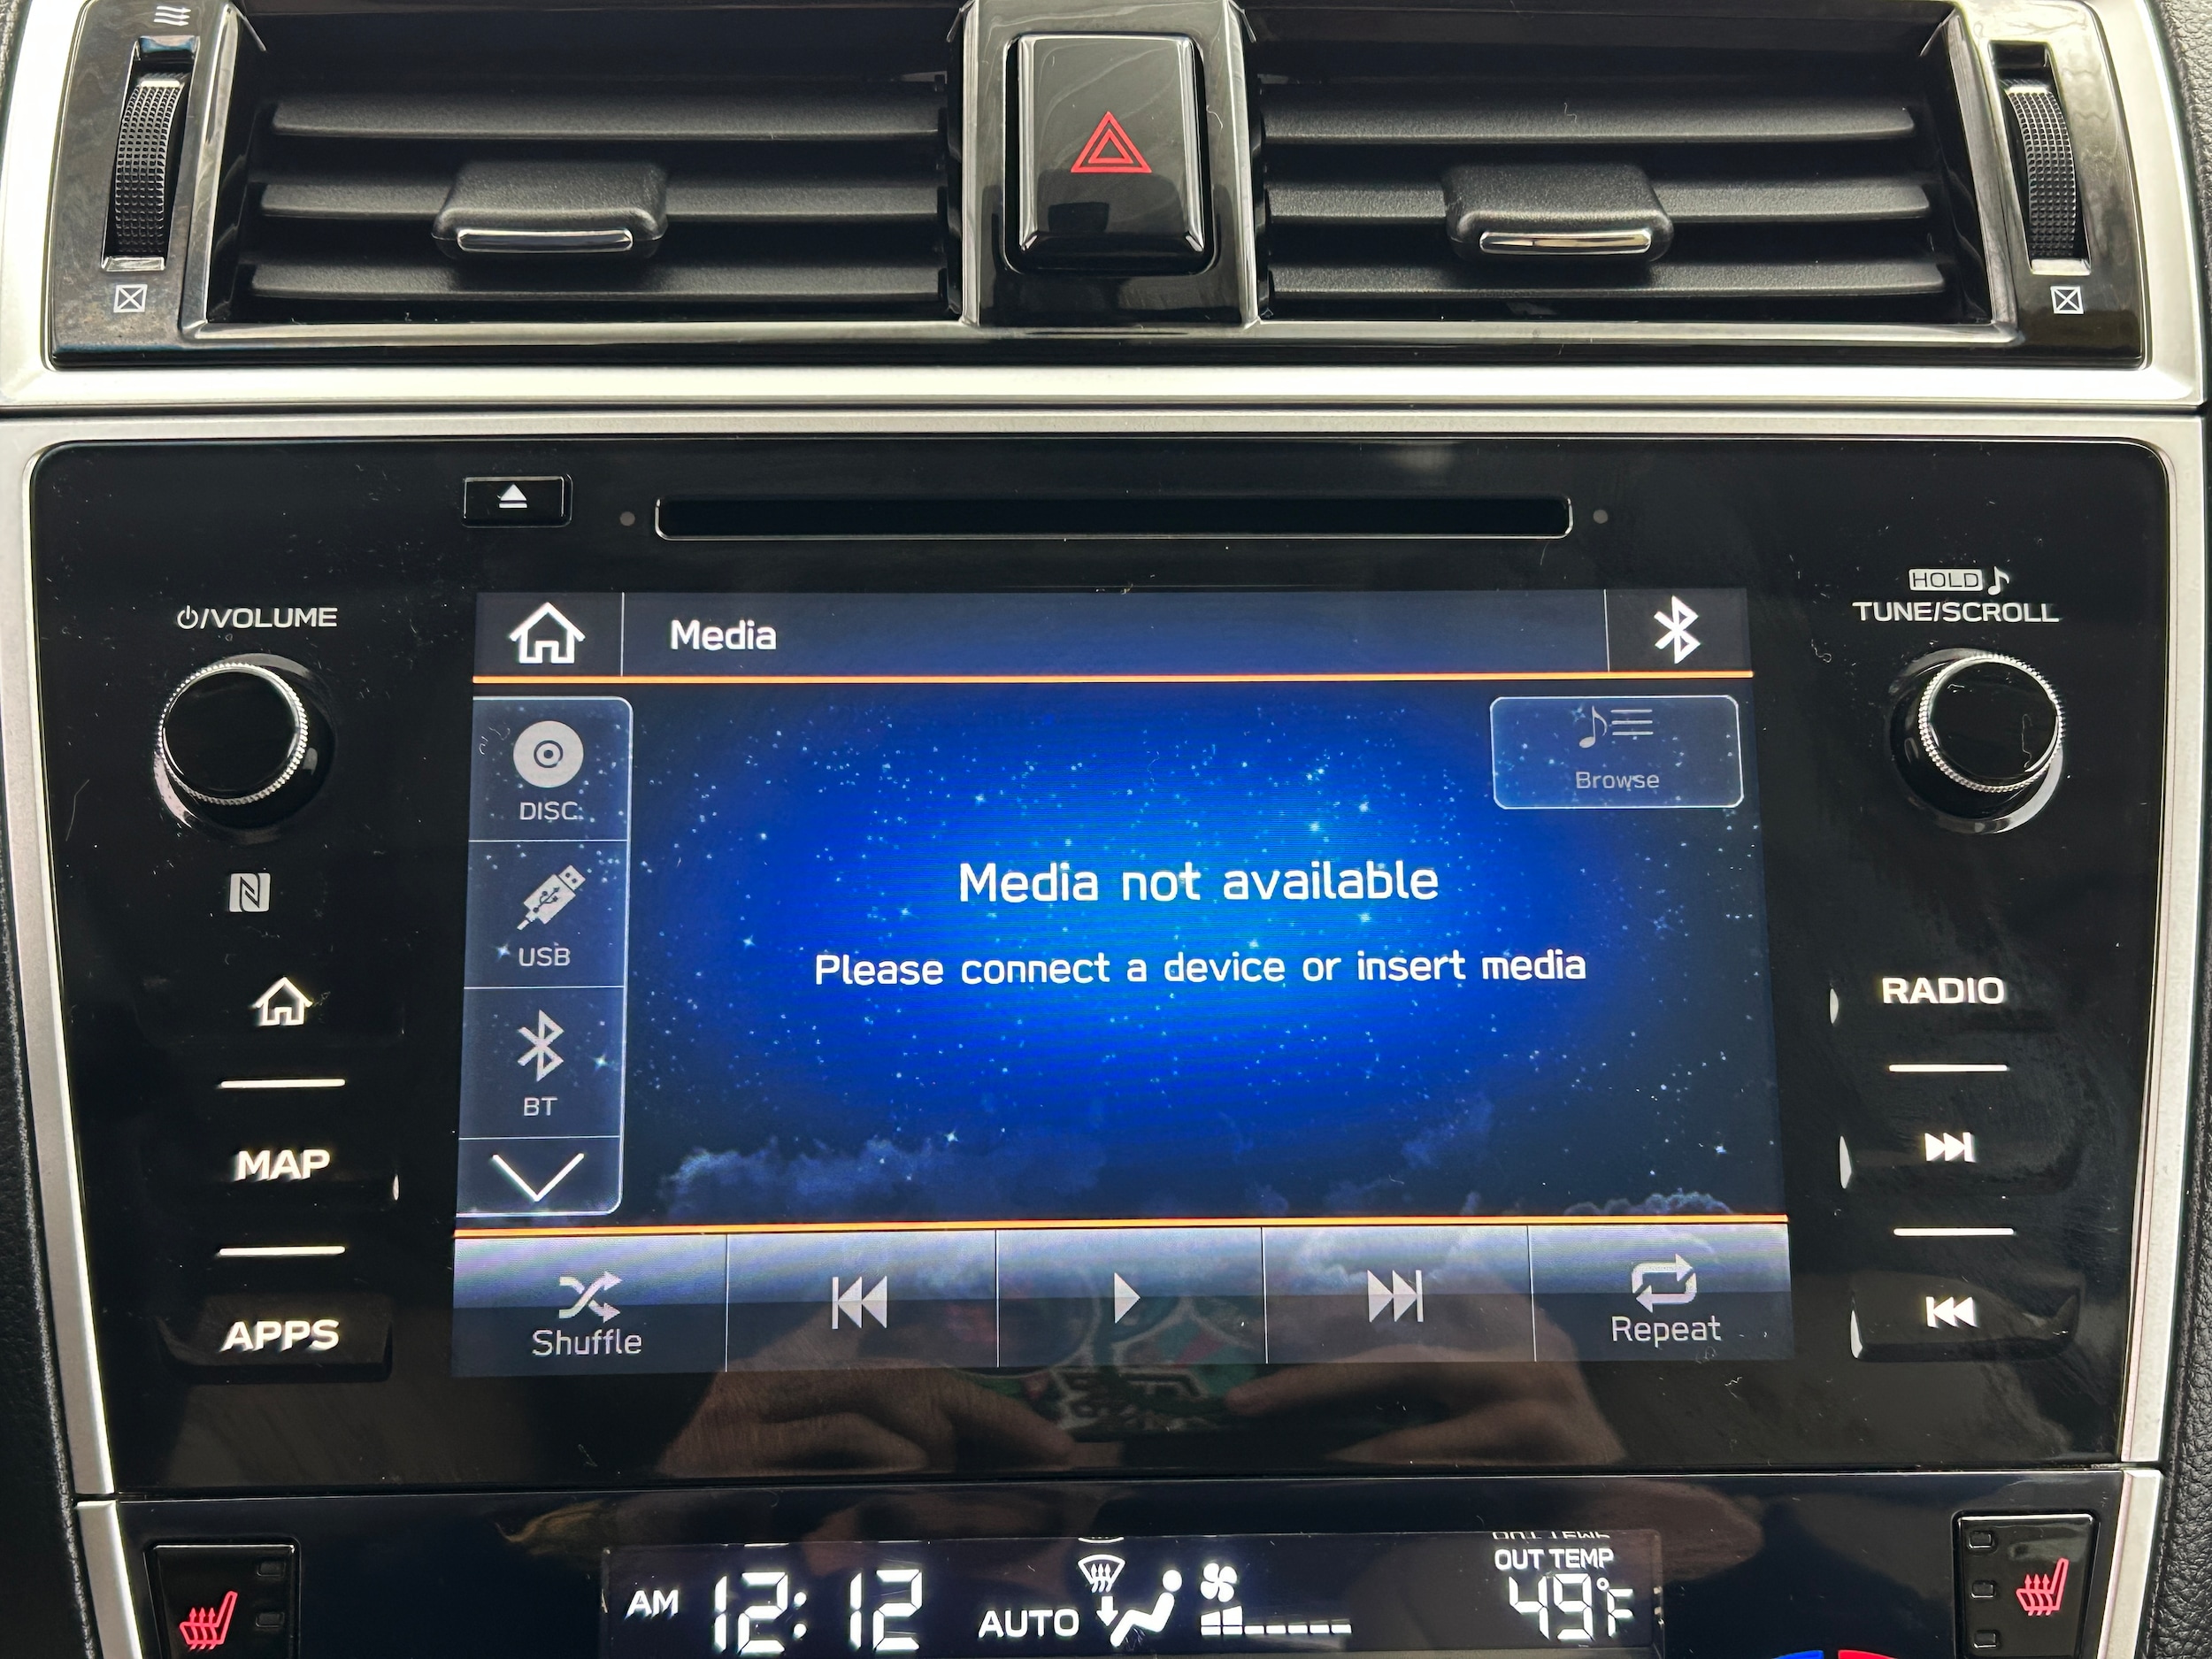 ⏻/VOLUME
HOLD
TUNE/SCROLL
Media
DISC
Browse
USB
Media not available
Please connect a device or insert media
BT
MAP
APPS
RADIO
Shuffle
Repeat
AM 12:12
AUTO
OUT TEMP
49°F